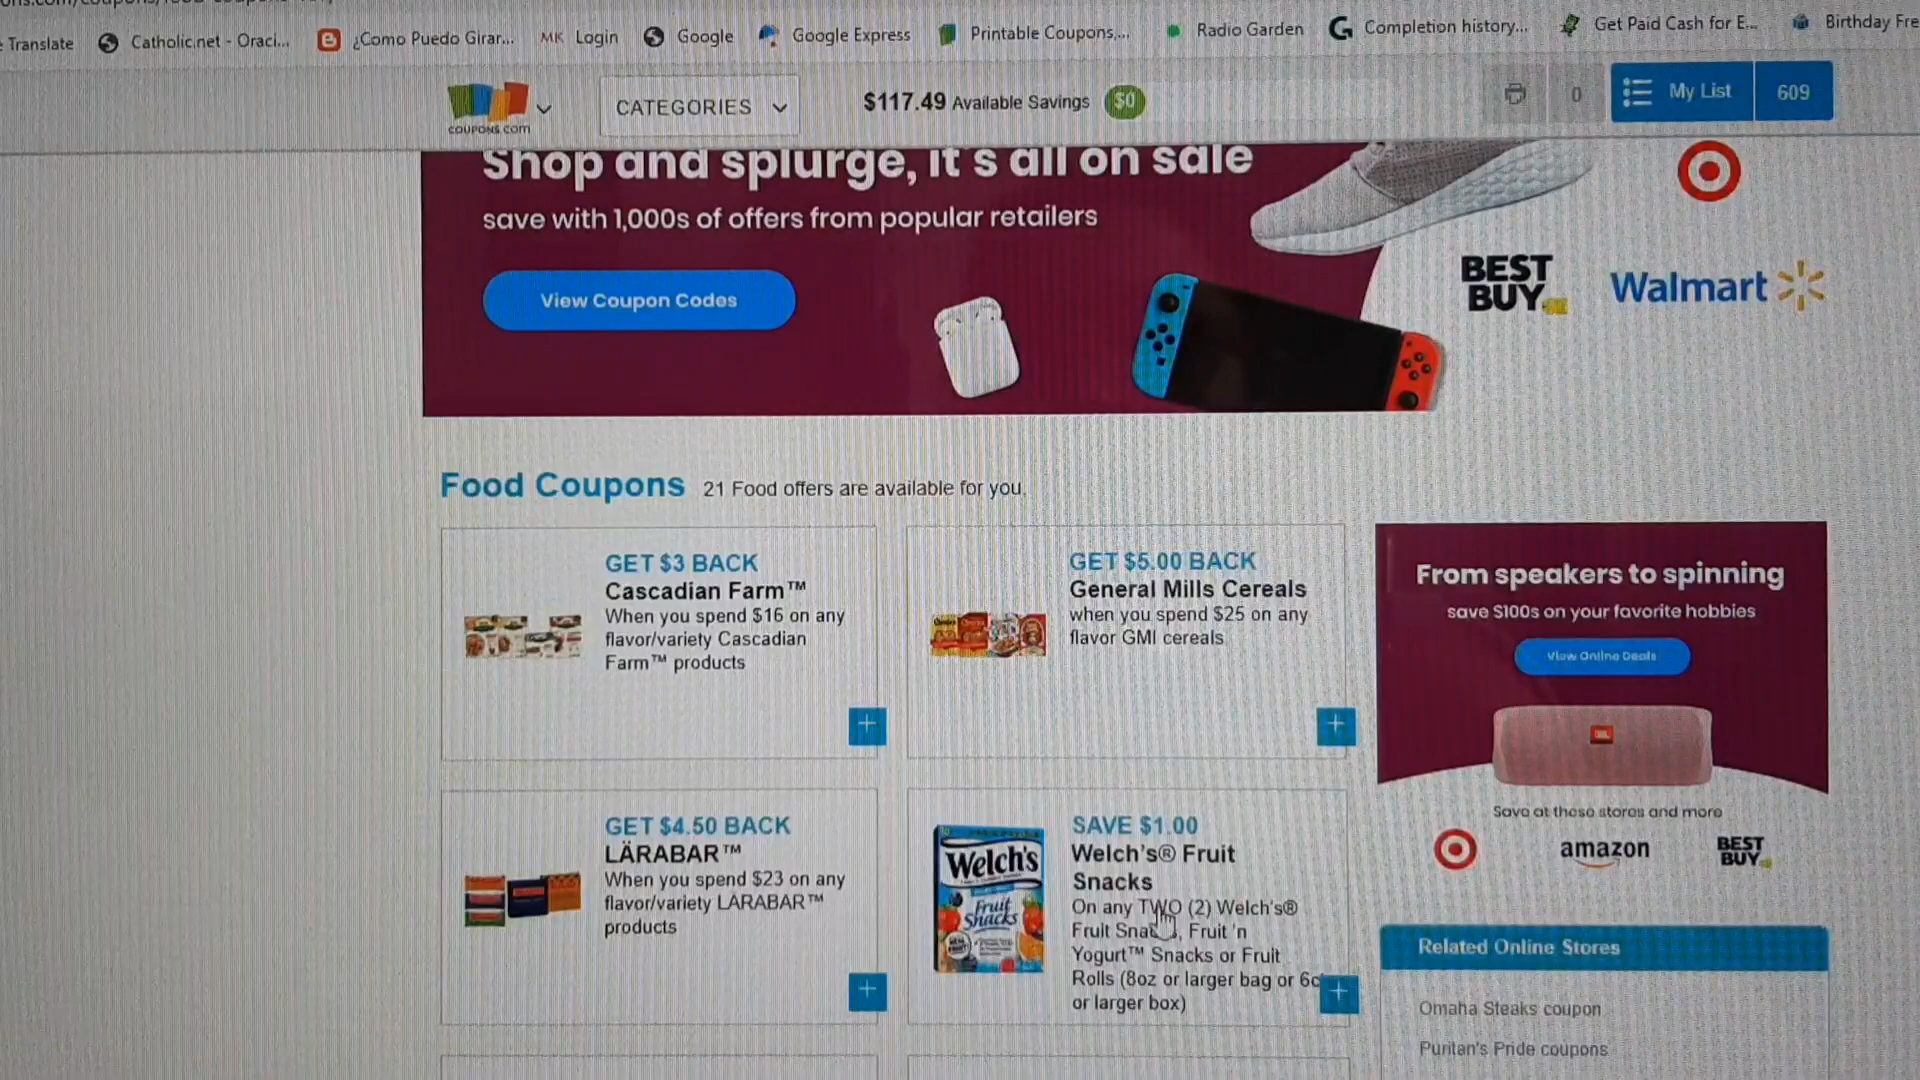 Translate
Catholic.net - Oraci...
¿Como Puedo Girar...
MK Login
Google
Google Express
Printable Coupons,...
Radio Garden
Completion history...
Get Paid Cash for E...
Birthday Fre
COUPONS.COM
CATEGORIES
$117.49 Available Savings
$0
0
My List
609
Shop and splurge, it's all on sale
save with 1,000s of offers from popular retailers
View Coupon Codes
BEST
BUY
Walmart
Food Coupons
21 Food offers are available for you.
GET $3 BACK
Cascadian Farm™
When you spend $16 on any
flavor/variety Cascadian
Farm™ products
+
GET $5.00 BACK
General Mills Cereals
when you spend $25 on any
flavor GMI cereals
+
From speakers to spinning
save $100s on your favorite hobbies
View Online Deals
JBL
Save at these stores and more
amazon
BEST
BUY
GET $4.50 BACK
LÄRABAR™
When you spend $23 on any
flavor/variety LÄRABAR™
products
+
Welch's
Fruit
Snacks
SAVE $1.00
Welch's® Fruit
Snacks
On any TWO (2) Welch's®
Fruit Snac , Fruit 'n
Yogurt™ Snacks or Fruit
Rolls (8oz or larger bag or 6o
or larger box)
+
Related Online Stores
Omaha Steaks coupon
Puritan's Pride coupons